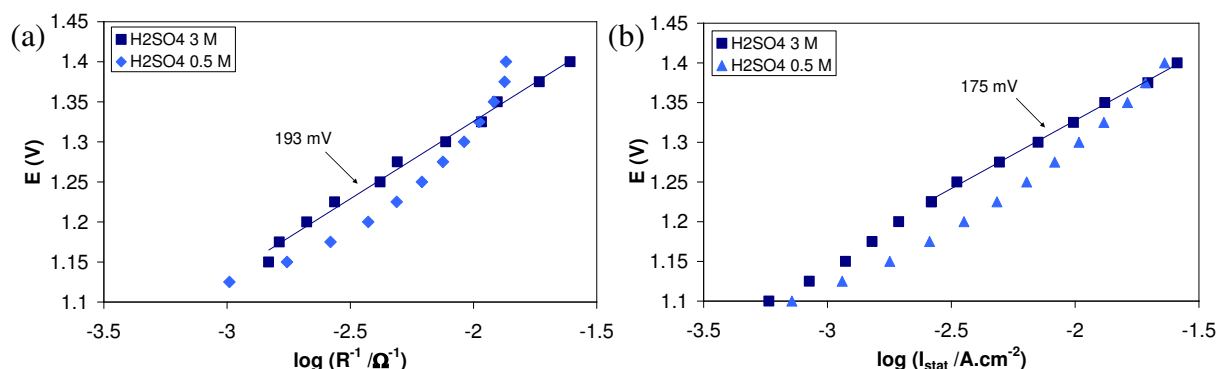 (a)
H2SO4 3 M
H2SO4 0.5 M
193 mV
E (V)
1.45
1.4
1.35
1.3
1.25
1.2
1.15
1.1
-3.5 -3 -2.5 -2 -1.5
log (R⁻¹ /Ω⁻¹)
(b)
H2SO4 3 M
H2SO4 0.5 M
175 mV
E (V)
1.45
1.4
1.35
1.3
1.25
1.2
1.15
1.1
-3.5 -3 -2.5 -2 -1.5
log (I_stat /A.cm⁻²)